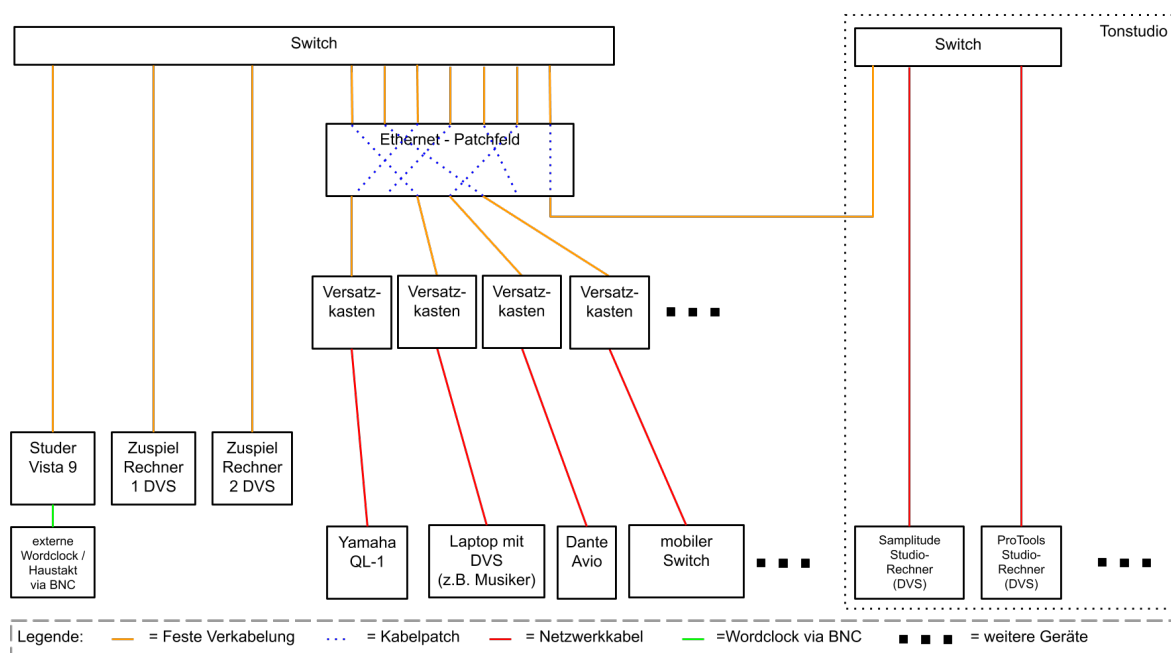 Switch
Switch
Tonstudio
Ethernet - Patchfeld
Versatz-
kasten
Versatz-
kasten
Versatz-
kasten
Versatz-
kasten
Studer
Vista 9
Zuspiel
Rechner
1 DVS
Zuspiel
Rechner
2 DVS
externe
Wordclock /
Haustakt
via BNC
Yamaha
QL-1
Laptop mit
DVS
(z.B. Musiker)
Dante
Avio
mobiler
Switch
Samplitude
Studio-
Rechner
(DVS)
ProTools
Studio-
Rechner
(DVS)
Legende: = Feste Verkabelung = Kabelpatch = Netzwerkkabel =Wordclock via BNC = weitere Geräte